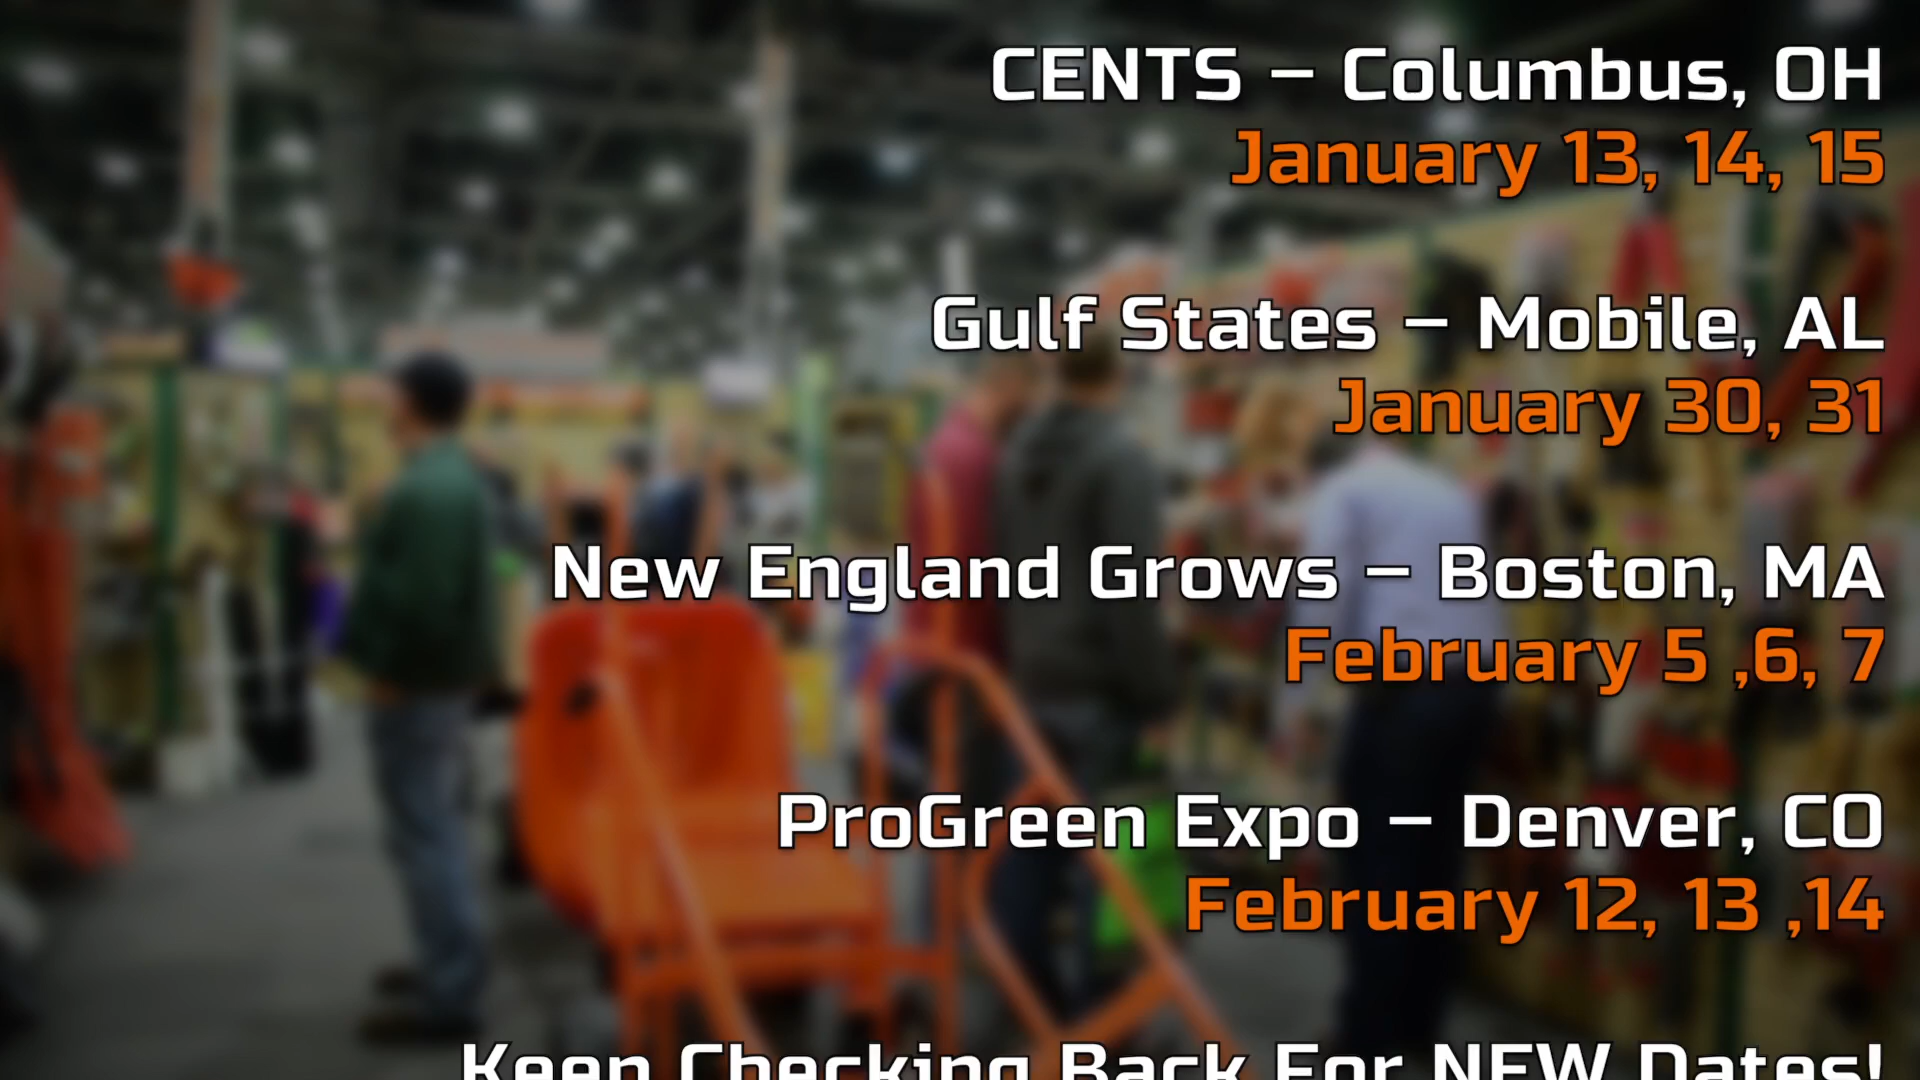 CENTS – Columbus, OH
January 13, 14, 15
Gulf States – Mobile, AL
January 30, 31
New England Grows – Boston, MA
February 5 ,6, 7
ProGreen Expo – Denver, CO
February 12, 13 ,14
Keep Checking Back For NEW Dates!